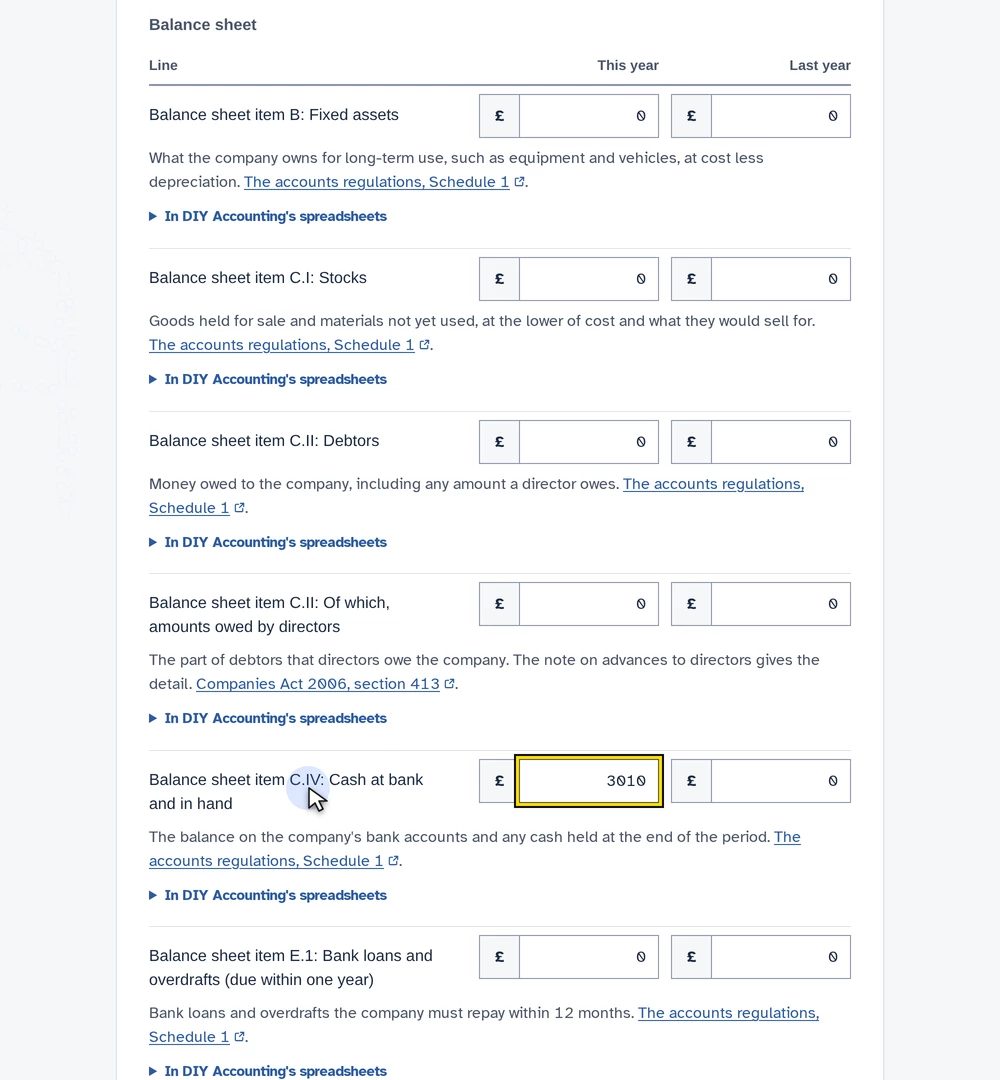 Balance sheet
Line This year Last year
Balance sheet item B: Fixed assets £ 0 £ 0
What the company owns for long-term use, such as equipment and vehicles, at cost less
depreciation. The accounts regulations, Schedule 1.
In DIY Accounting's spreadsheets
Balance sheet item C.I: Stocks £ 0 £ 0
Goods held for sale and materials not yet used, at the lower of cost and what they would sell for.
The accounts regulations, Schedule 1.
In DIY Accounting's spreadsheets
Balance sheet item C.II: Debtors £ 0 £ 0
Money owed to the company, including any amount a director owes. The accounts regulations,
Schedule 1.
In DIY Accounting's spreadsheets
Balance sheet item C.II: Of which, £ 0 £ 0
amounts owed by directors
The part of debtors that directors owe the company. The note on advances to directors gives the
detail. Companies Act 2006, section 413.
In DIY Accounting's spreadsheets
Balance sheet item C.IV: Cash at bank £ 3010 £ 0
and in hand
The balance on the company's bank accounts and any cash held at the end of the period. The
accounts regulations, Schedule 1.
In DIY Accounting's spreadsheets
Balance sheet item E.1: Bank loans and £ 0 £ 0
overdrafts (due within one year)
Bank loans and overdrafts the company must repay within 12 months. The accounts regulations,
Schedule 1.
In DIY Accounting's spreadsheets